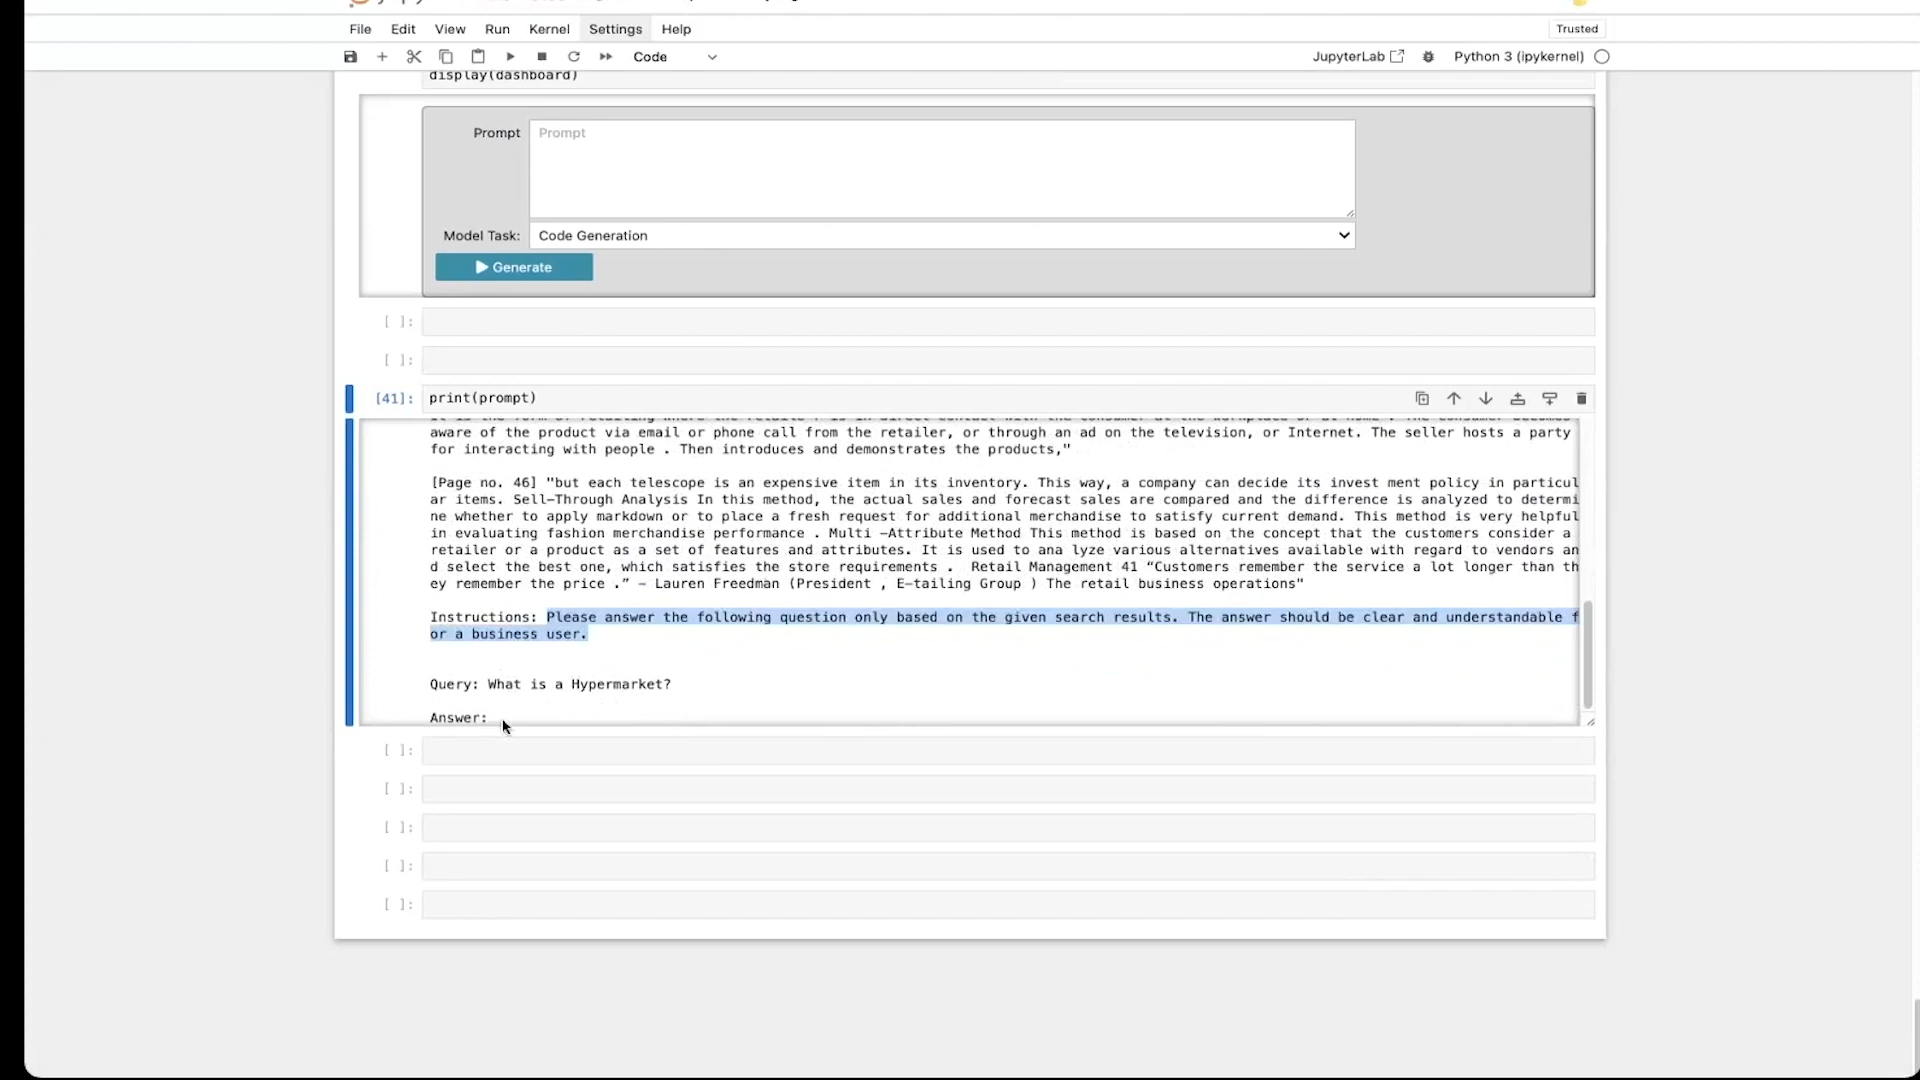 File Edit View Run Kernel Settings Help Trusted
Code JupyterLab Python 3 (ipykernel)
display(dashboard)
Prompt Prompt
Model Task: Code Generation
Generate
[ ]:
[ ]:
[41]: print(prompt)
aware of the product via email or phone call from the retailer, or through an ad on the television, or Internet. The seller hosts a party
for interacting with people . Then introduces and demonstrates the products,"
[Page no. 46] "but each telescope is an expensive item in its inventory. This way, a company can decide its invest ment policy in particul
ar items. Sell-Through Analysis In this method, the actual sales and forecast sales are compared and the difference is analyzed to determi
ne whether to apply markdown or to place a fresh request for additional merchandise to satisfy current demand. This method is very helpful
in evaluating fashion merchandise performance . Multi -Attribute Method This method is based on the concept that the customers consider a
retailer or a product as a set of features and attributes. It is used to ana lyze various alternatives available with regard to vendors an
d select the best one, which satisfies the store requirements .  Retail Management 41 “Customers remember the service a lot longer than th
ey remember the price .” – Lauren Freedman (President , E-tailing Group ) The retail business operations"
Instructions: Please answer the following question only based on the given search results. The answer should be clear and understandable f
or a business user.
Query: What is a Hypermarket?
Answer:
[ ]:
[ ]:
[ ]:
[ ]:
[ ]: